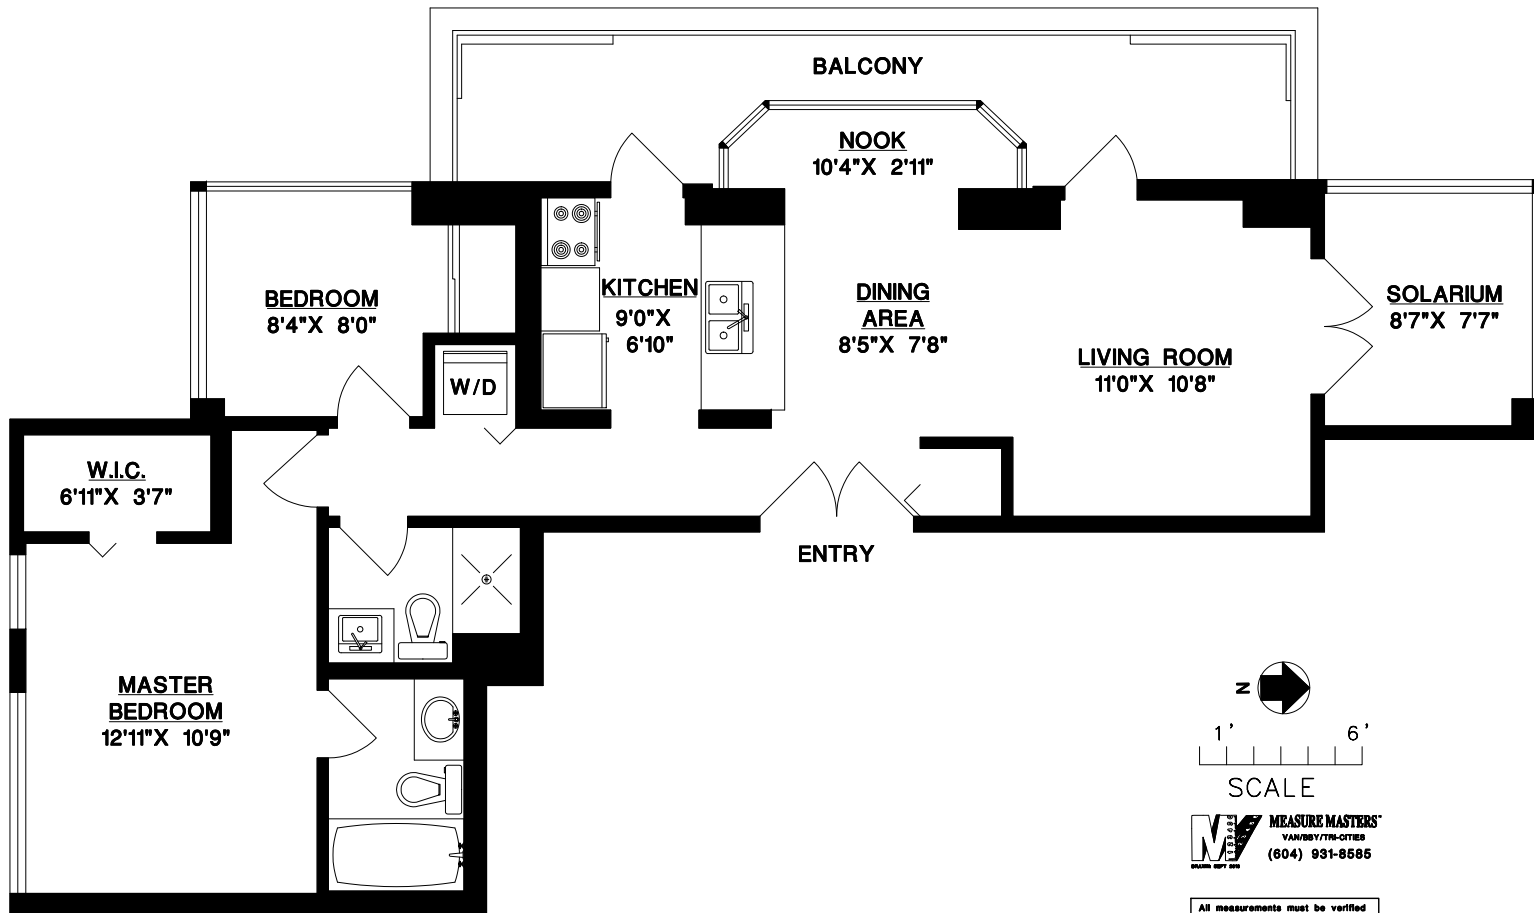 BALCONY
NOOK
10'4"X 2'11"
BEDROOM
8'4"X 8'0"
KITCHEN
9'0"X
6'10"
DINING
AREA
8'5"X 7'8"
SOLARIUM
8'7"X 7'7"
LIVING ROOM
11'0"X 10'8"
W/D
W.I.C.
6'11"X 3'7"
ENTRY
MASTER
BEDROOM
12'11"X 10'9"
N
1' 6'
SCALE
MEASURE MASTERS
VAN/BBY/TRI-CITIES
(604) 931-8585
All measurements must be verified